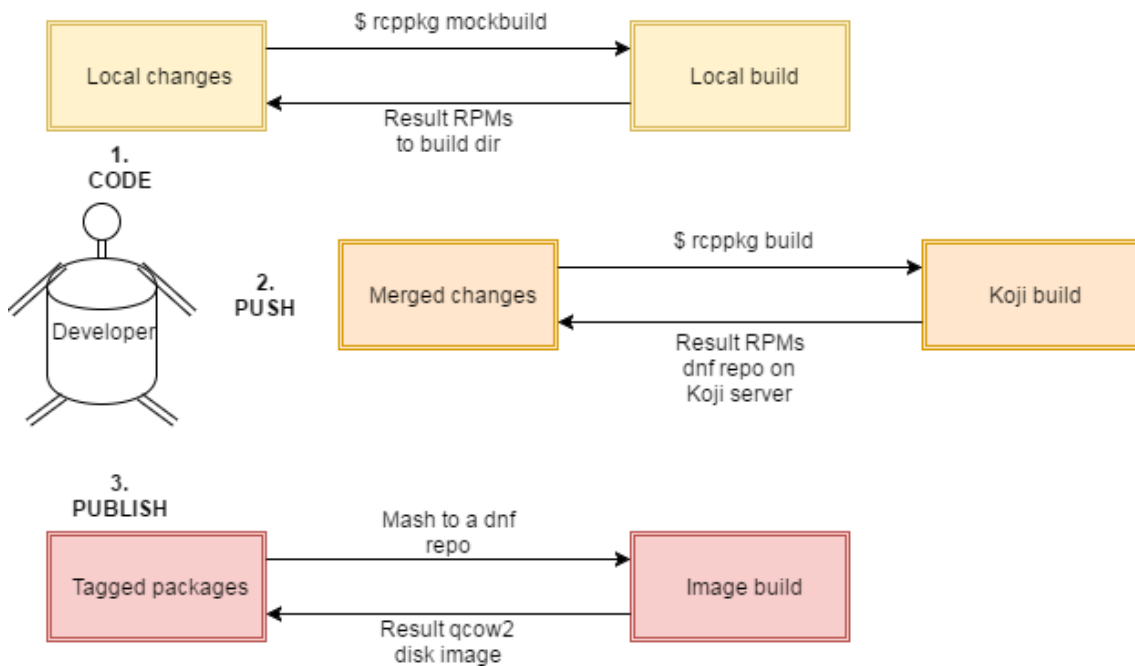 $ rcppkg mockbuild
Local changes
Local build
Result RPMs
to build dir
1.
CODE
Developer
2.
PUSH
$ rcppkg build
Merged changes
Koji build
Result RPMs
dnf repo on
Koji server
3.
PUBLISH
Mash to a dnf
repo
Tagged packages
Image build
Result qcow2
disk image